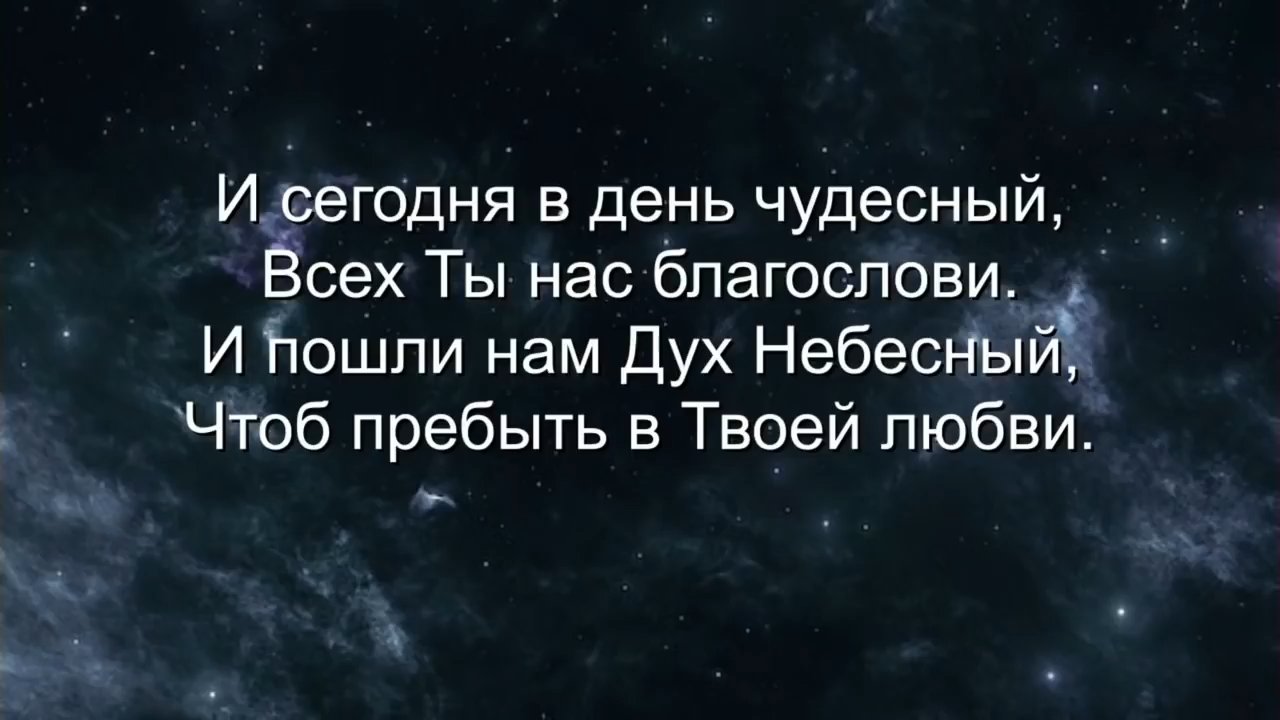 И сегодня в день чудесный,
Всех Ты нас благослови.
И пошли нам Дух Небесный,
Чтоб пребыть в Твоей любви.